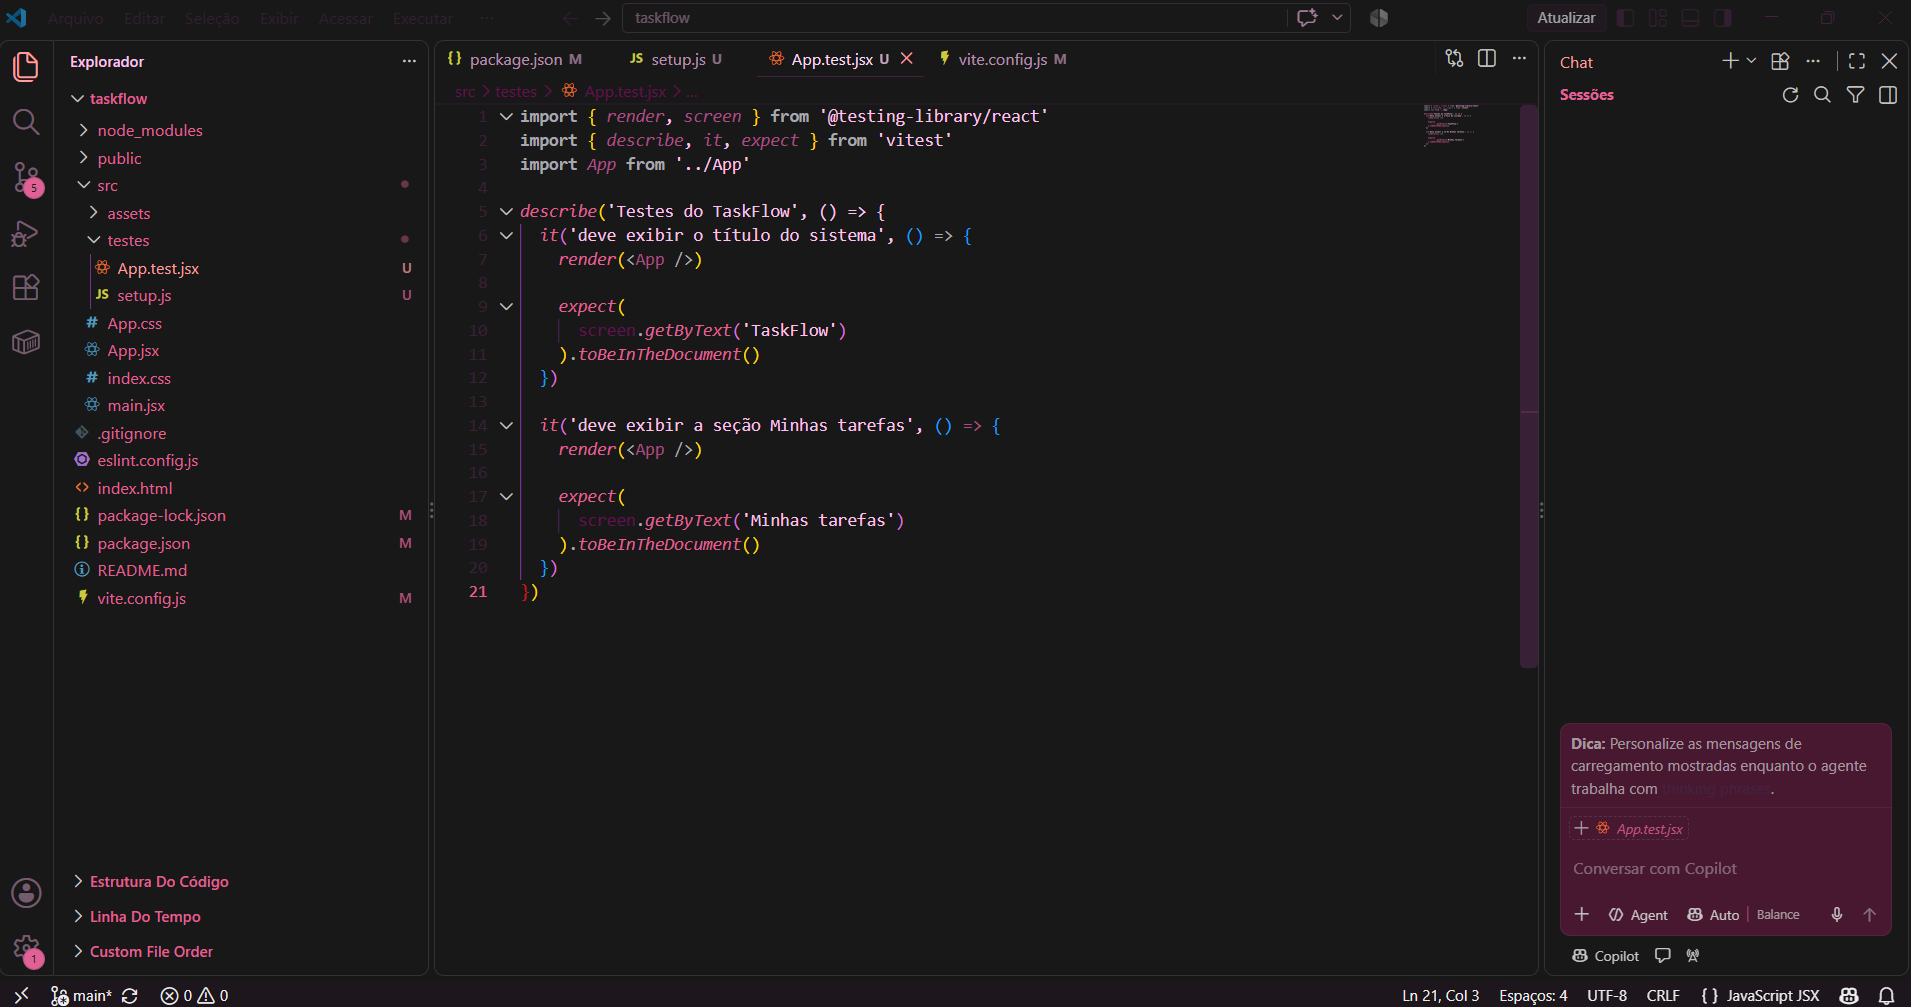 Arquivo Editar Seleção Exibir Acessar Executar ...
taskflow
Atualizar
Explorador
taskflow
node_modules
public
src
assets
testes
App.test.jsx U
setup.js U
App.css
App.jsx
index.css
main.jsx
.gitignore
eslint.config.js
index.html
package-lock.json M
package.json M
README.md
vite.config.js M
Estrutura Do Código
Linha Do Tempo
Custom File Order
5
1
package.json M
setup.js U
App.test.jsx U
vite.config.js M
src > testes > App.test.jsx > ...
1 import { render, screen } from '@testing-library/react'
2 import { describe, it, expect } from 'vitest'
3 import App from '../App'
4
5 describe('Testes do TaskFlow', () => {
6 it('deve exibir o título do sistema', () => {
7 render(<App />)
8
9 expect(
10 screen.getByText('TaskFlow')
11 ).toBeInTheDocument()
12 })
13
14 it('deve exibir a seção Minhas tarefas', () => {
15 render(<App />)
16
17 expect(
18 screen.getByText('Minhas tarefas')
19 ).toBeInTheDocument()
20 })
21 })
Chat
Sessões
Dica: Personalize as mensagens de
carregamento mostradas enquanto o agente
trabalha com thinking phrases.
App.test.jsx
Conversar com Copilot
Agent Auto Balance
Copilot
main* 0 0
Ln 21, Col 3 Espaços: 4 UTF-8 CRLF { } JavaScript JSX